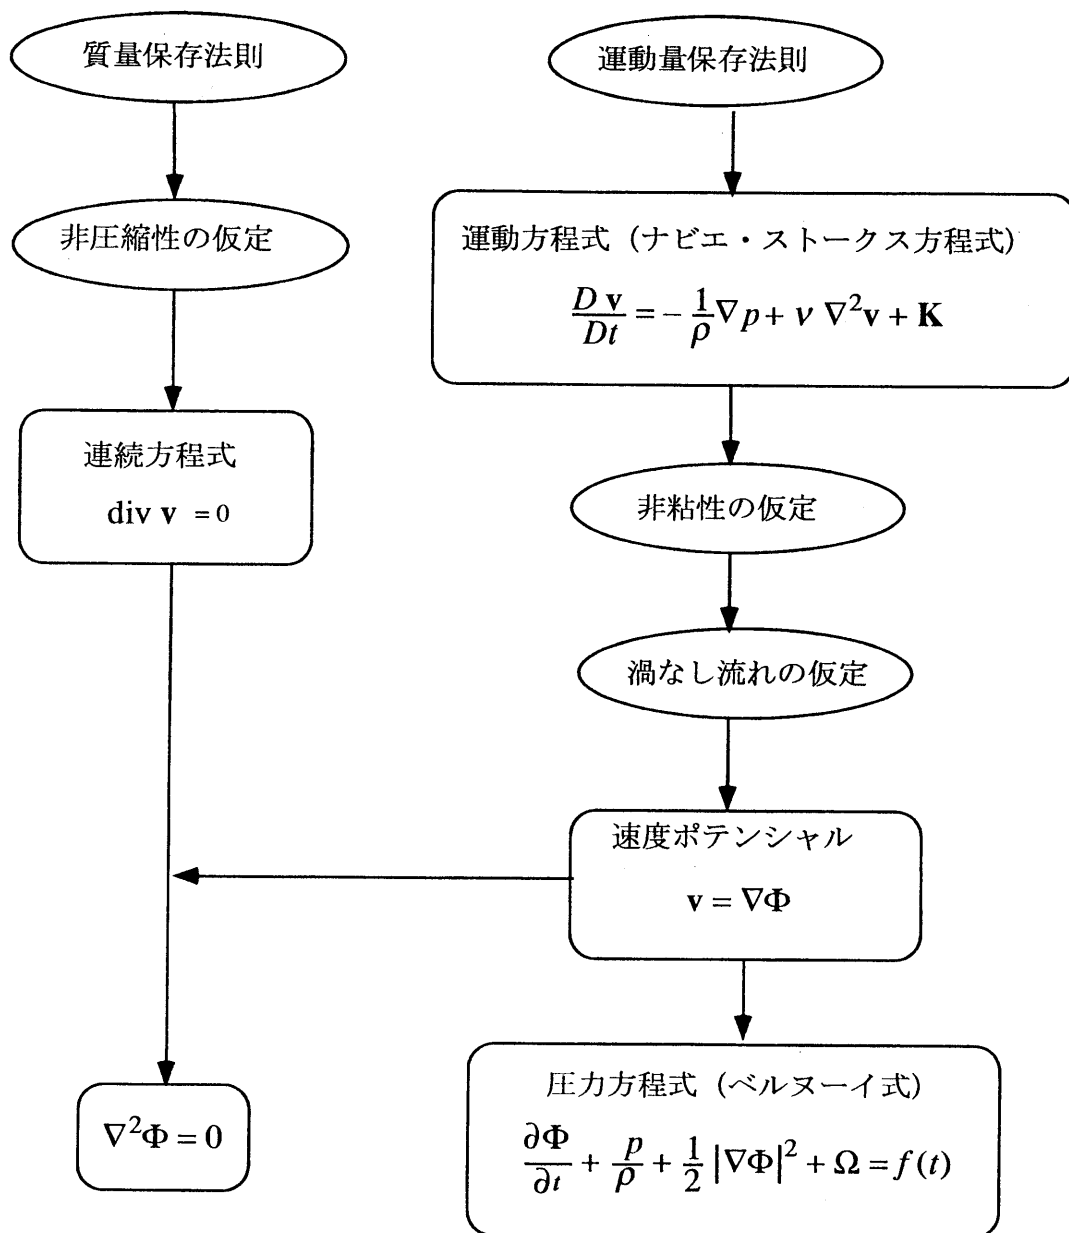 質量保存法則
運動量保存法則
非圧縮性の仮定
運動方程式（ナビエ・ストークス方程式）
D v/Dt = - 1/ρ ∇p + ν ∇²v + K
連続方程式
div v = 0
非粘性の仮定
渦なし流れの仮定
速度ポテンシャル
v = ∇Φ
圧力方程式（ベルヌーイ式）
∂Φ/∂t + p/ρ + 1/2 |∇Φ|² + Ω = f(t)
∇²Φ = 0